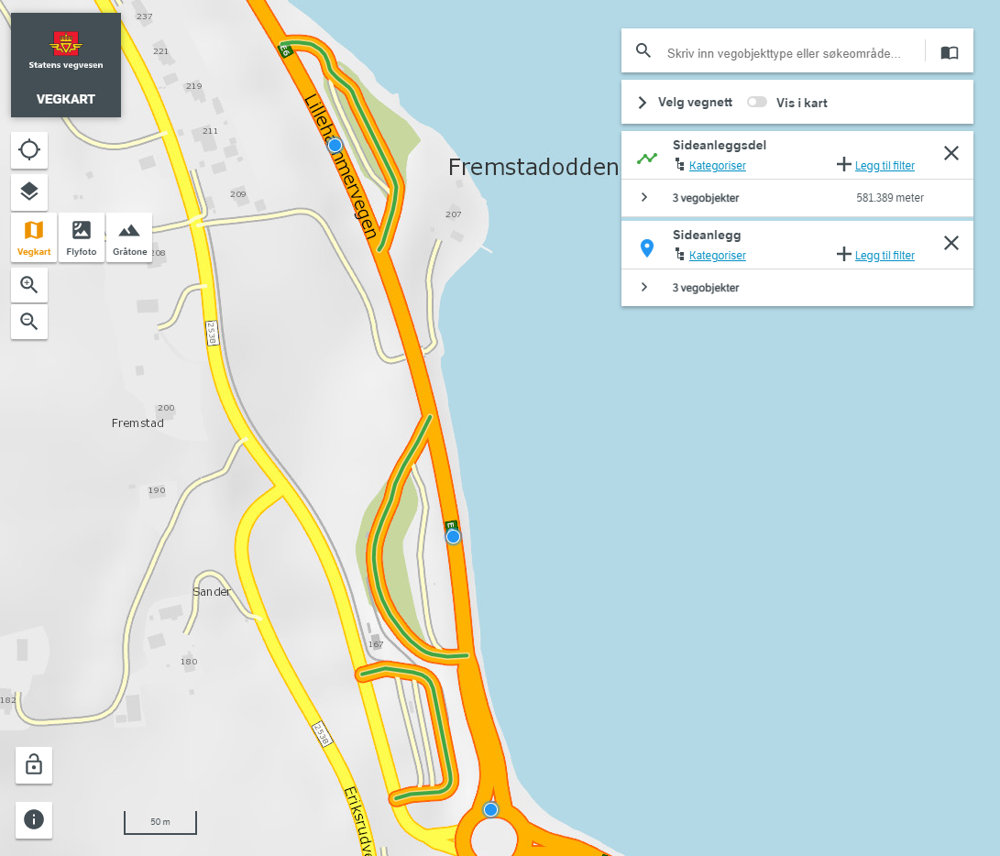 Statens vegvesen
VEGKART
Vegkart
Flyfoto
Gråtone
50 m
Skriv inn vegobjekttype eller søkeområde...
Velg vegnett
Vis i kart
Sideanleggsdel
Kategoriser
Legg til filter
3 vegobjekter
581.389 meter
Sideanlegg
Kategoriser
Legg til filter
3 vegobjekter
237
221
219
211
209
208
207
E6
Lillehammervegen
Fremstadodden
2538
200
Fremstad
190
Sander
167
180
182
2538